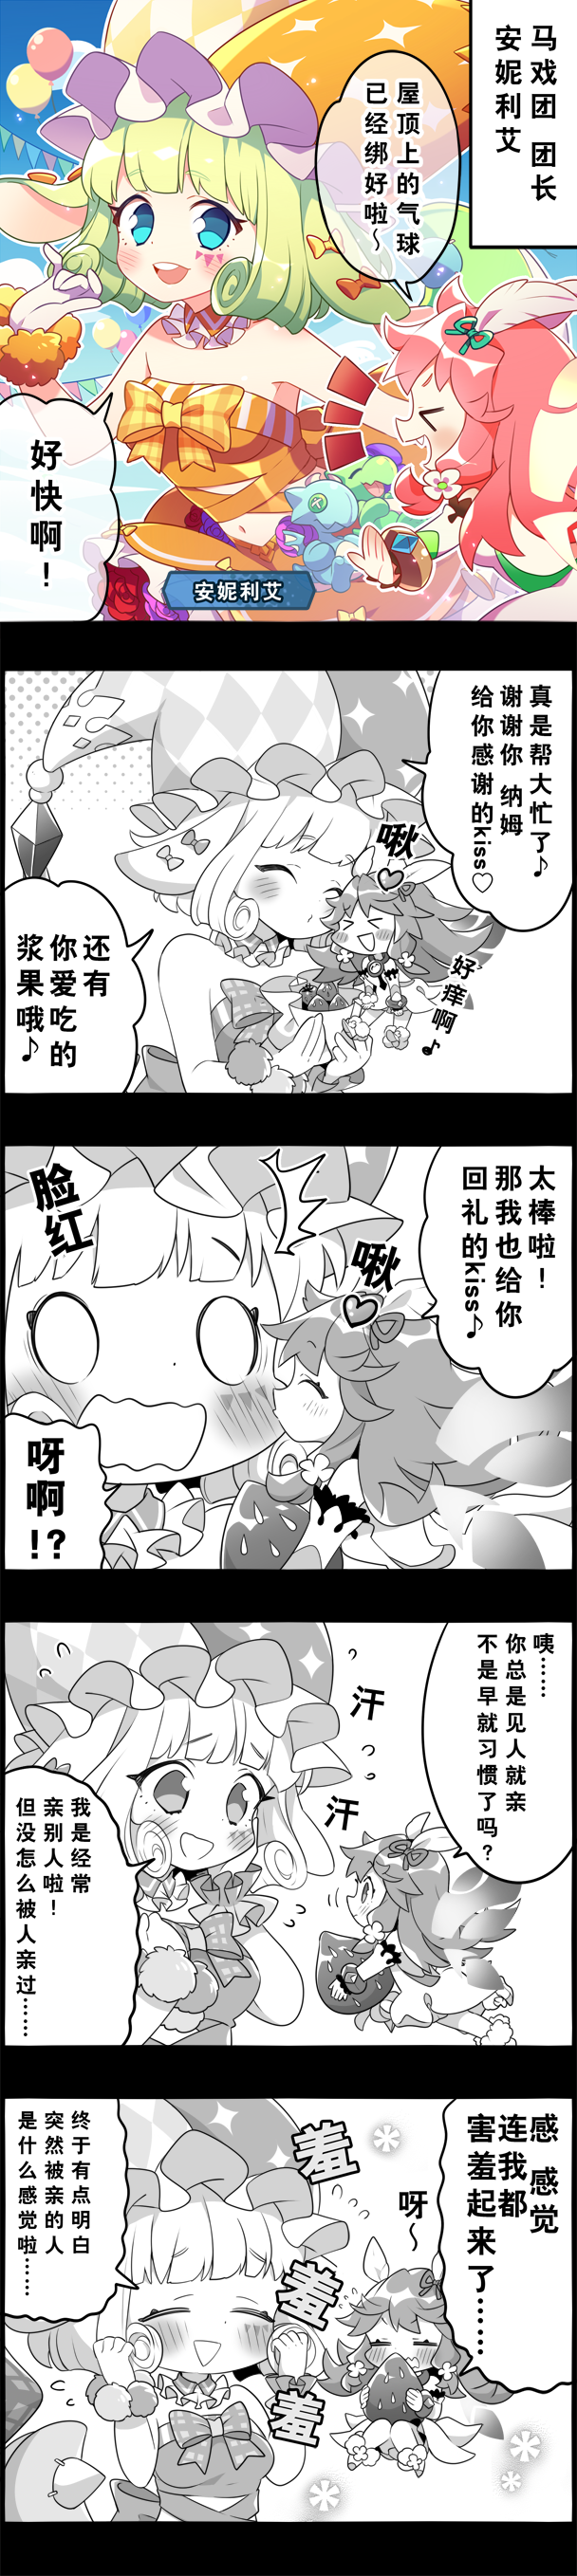 马戏团 团长
安妮利艾
屋顶上的气球
已经绑好啦～
好快啊！
安妮利艾
真是帮大忙了♪
谢谢你 纳姆
给你感谢的kiss♡
啾
好痒啊♪
还有
你爱吃的
浆果哦♪
太棒啦！
那我也给你
回礼的kiss♪
啾
脸红
呀啊!?
咦……
你总是见人就亲
不是早就习惯了吗？
汗
汗
我是经常
亲别人啦！
但没怎么被人亲过……
感 感觉
连我都
害羞起来了……
呀～
羞
羞
羞
终于有点明白
突然被亲的人
是什么感觉啦……